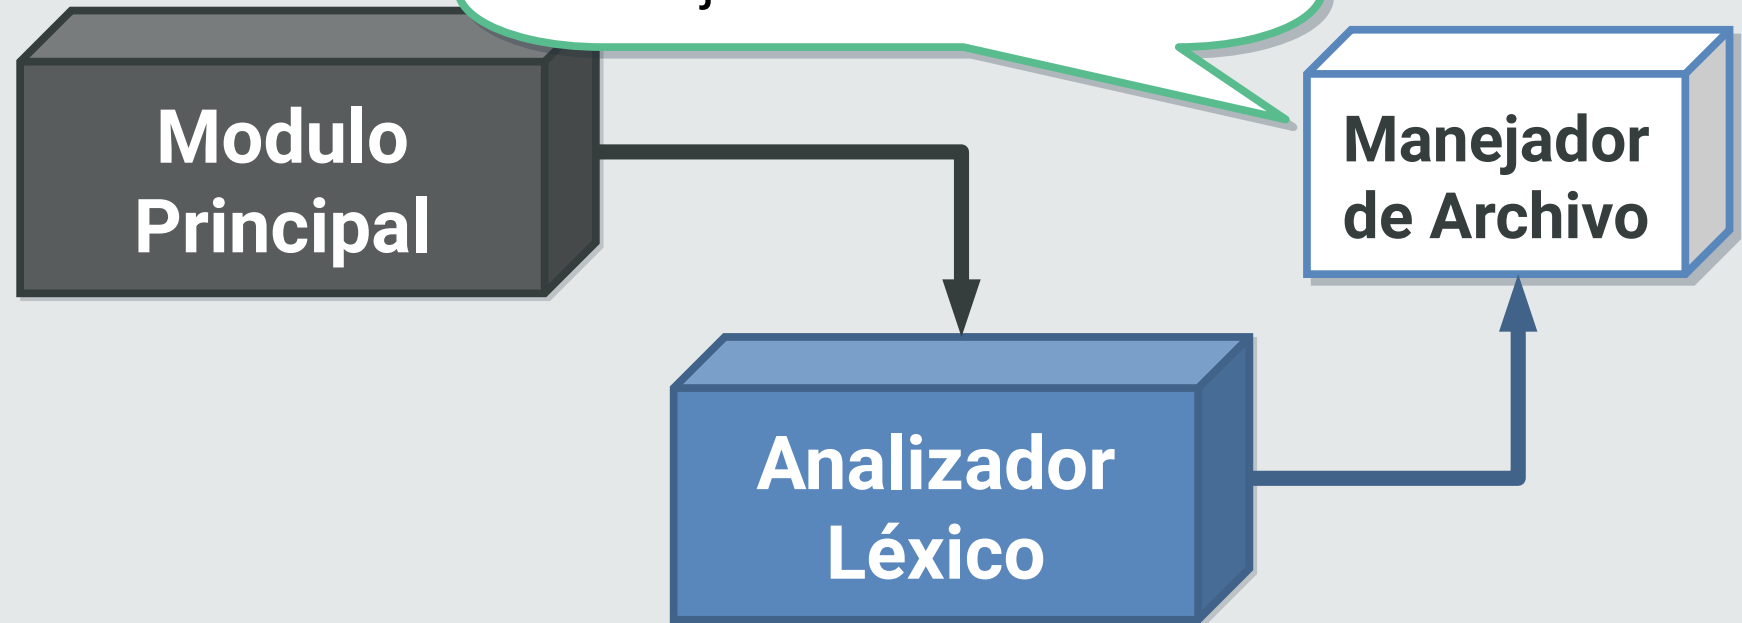 Modulo
Principal
Manejador
de Archivo
Analizador
Léxico